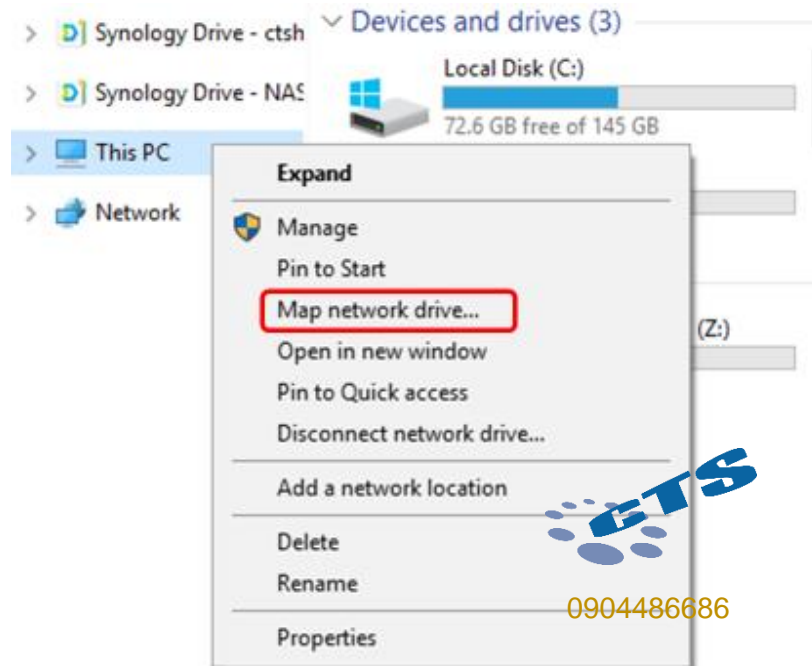 Synology Drive - ctsh
Synology Drive - NAS
This PC
Network
Devices and drives (3)
Local Disk (C:)
72.6 GB free of 145 GB
(Z:)
Expand
Manage
Pin to Start
Map network drive...
Open in new window
Pin to Quick access
Disconnect network drive...
Add a network location
Delete
Rename
Properties
CTS
0904486686